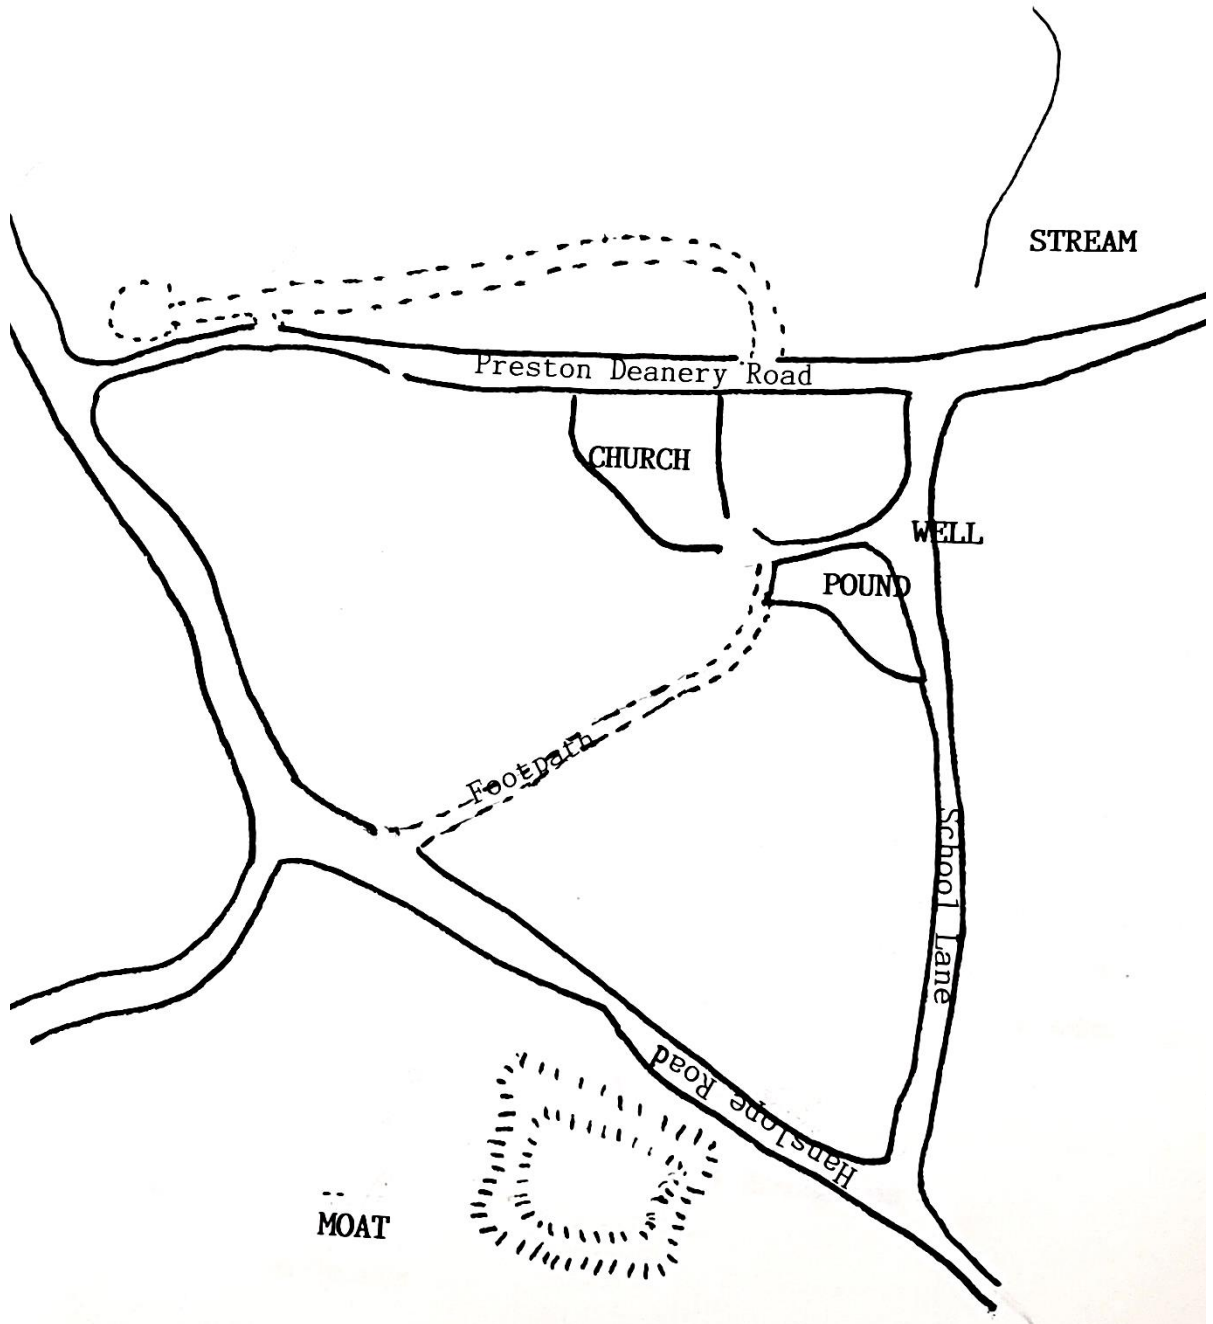 STREAM
Preston Deanery Road
CHURCH
WELL
POUND
Footpath
School Lane
Hanslope Road
MOAT